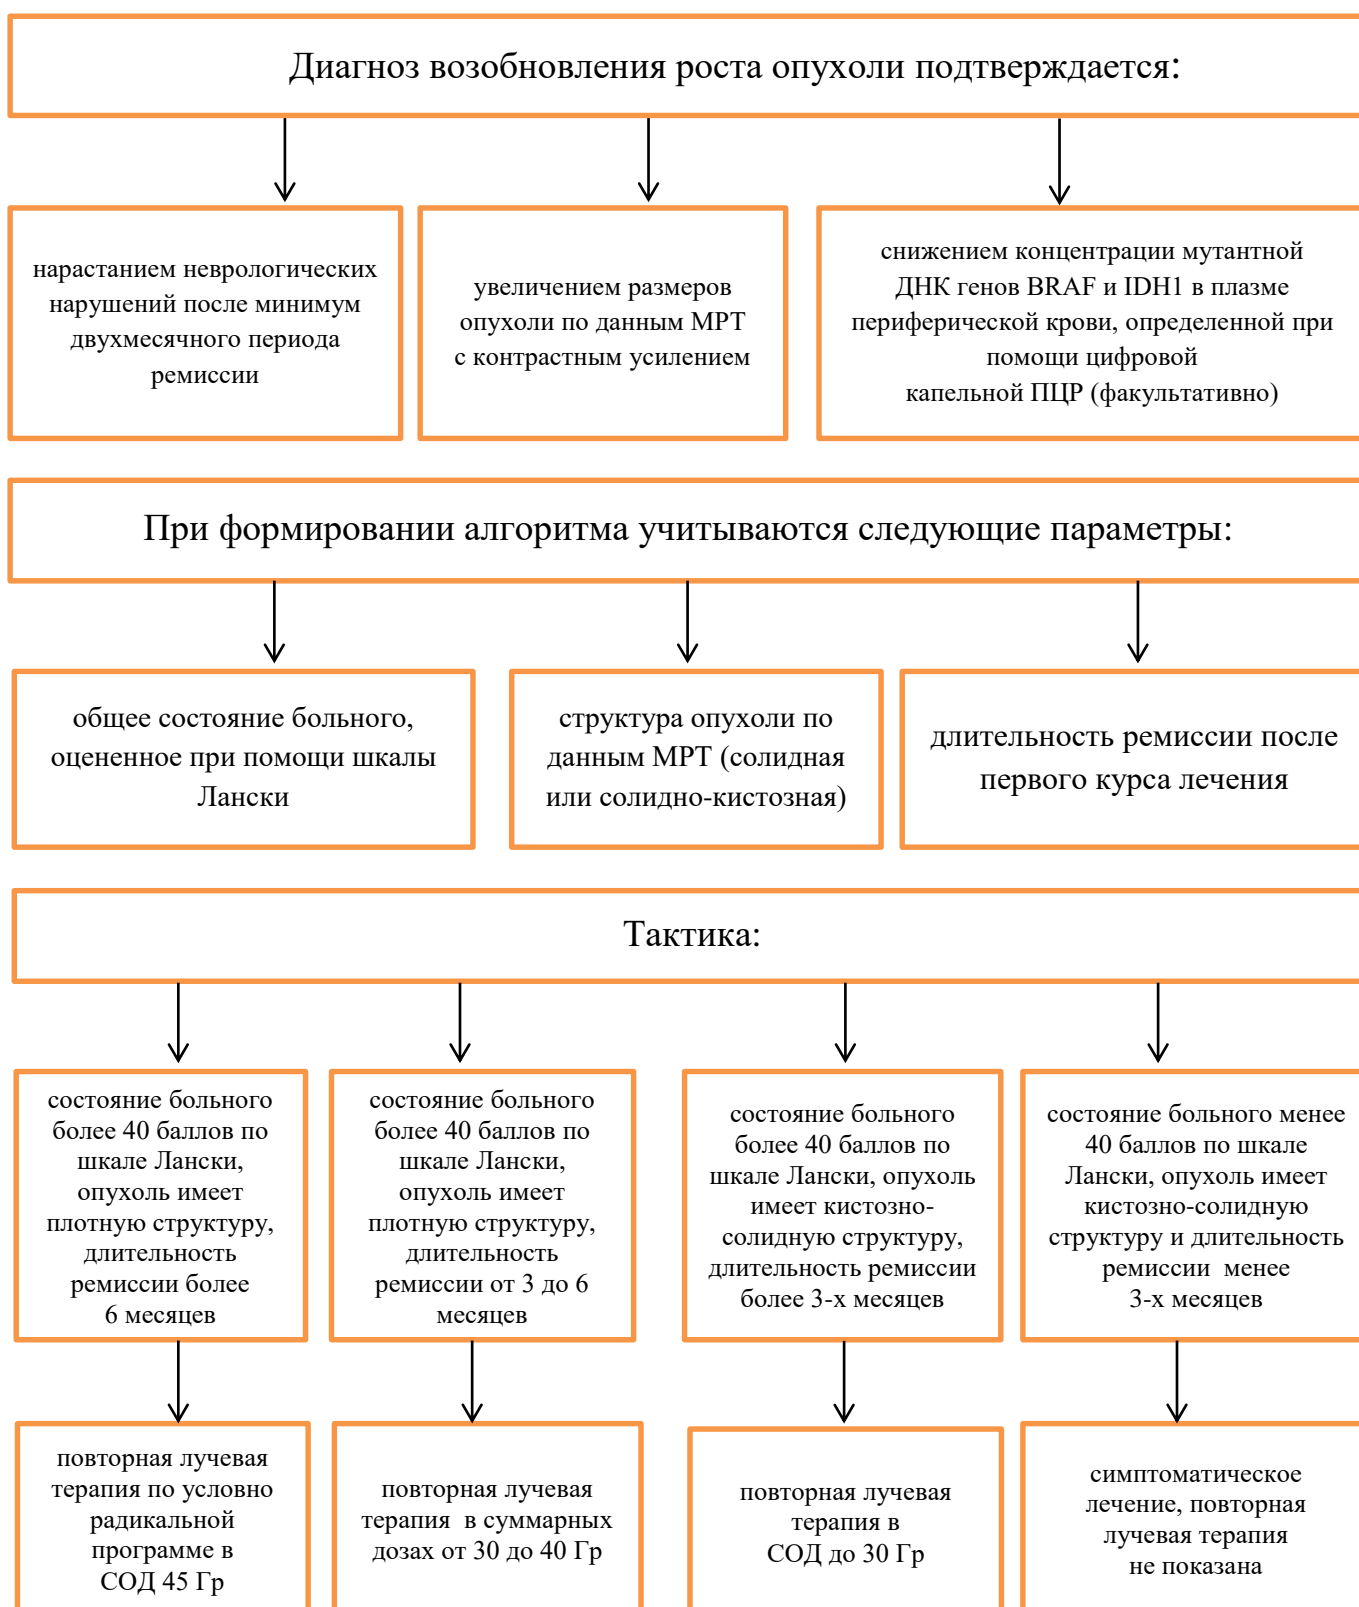 Диагноз возобновления роста опухоли подтверждается:
нарастанием неврологических
нарушений после минимум
двухмесячного периода
ремиссии
увеличением размеров
опухоли по данным МРТ
с контрастным усилением
снижением концентрации мутантной
ДНК генов BRAF и IDH1 в плазме
периферической крови, определенной при
помощи цифровой
капельной ПЦР (факультативно)
При формировании алгоритма учитываются следующие параметры:
общее состояние больного,
оцененное при помощи шкалы
Лански
структура опухоли по
данным МРТ (солидная
или солидно-кистозная)
длительность ремиссии после
первого курса лечения
Тактика:
состояние больного
более 40 баллов по
шкале Лански,
опухоль имеет
плотную структуру,
длительность
ремиссии более
6 месяцев
состояние больного
более 40 баллов по
шкале Лански,
опухоль имеет
плотную структуру,
длительность
ремиссии от 3 до 6
месяцев
состояние больного
более 40 баллов по
шкале Лански, опухоль
имеет кистозно-
солидную структуру,
длительность ремиссии
более 3-х месяцев
состояние больного менее
40 баллов по шкале
Лански, опухоль имеет
кистозно-солидную
структуру и длительность
ремиссии менее
3-х месяцев
повторная лучевая
терапия по условно
радикальной
программе в
СОД 45 Гр
повторная лучевая
терапия в суммарных
дозах от 30 до 40 Гр
повторная лучевая
терапия в
СОД до 30 Гр
симптоматическое
лечение, повторная
лучевая терапия
не показана